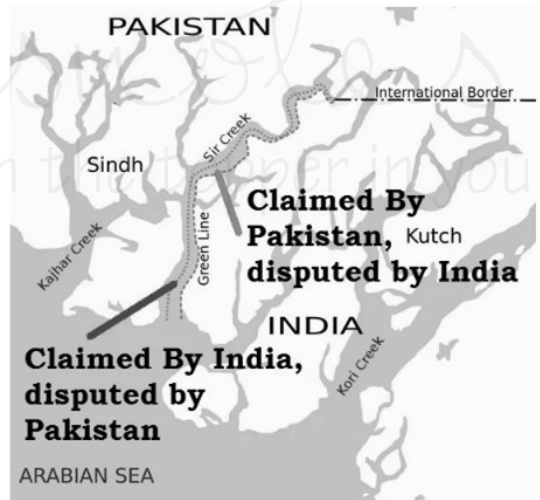 PAKISTAN
International Border
Sir Creek
Sindh
Claimed By
Pakistan,
disputed by India
Kutch
Green Line
Kajhar Creek
INDIA
Claimed By India,
disputed by
Pakistan
Kori Creek
ARABIAN SEA